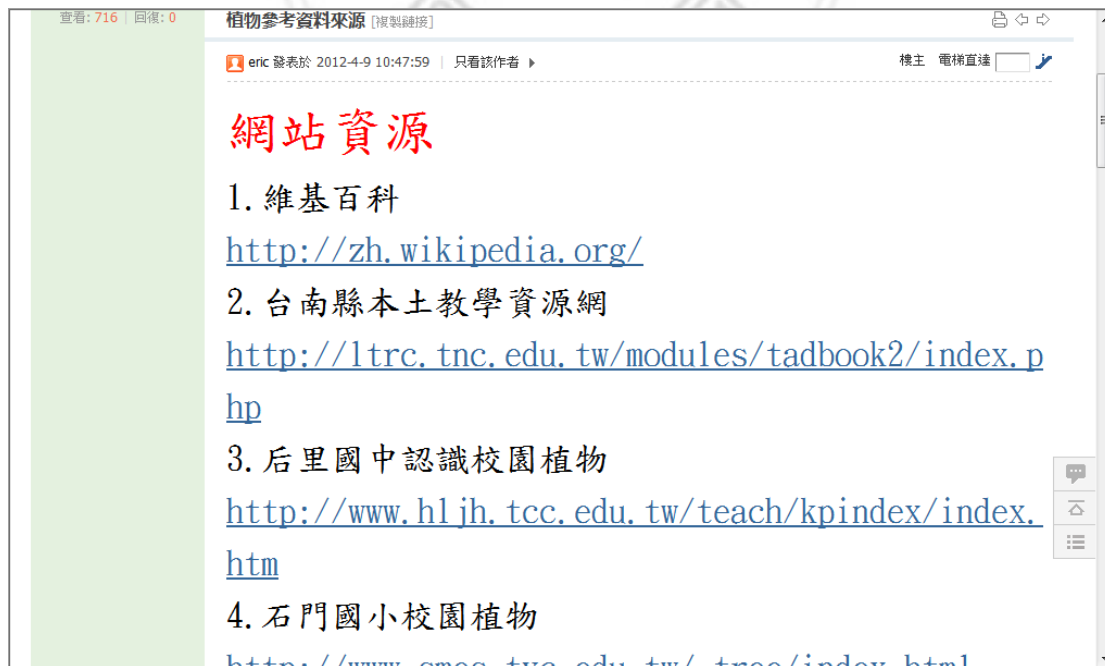 查看: 716 | 回復: 0
植物參考資料來源 [複製鏈接]
eric 發表於 2012-4-9 10:47:59 | 只看該作者
樓主 電梯直達
網站資源
1.維基百科
http://zh.wikipedia.org/
2.台南縣本土教學資源網
http://ltrc.tnc.edu.tw/modules/tadbook2/index.p
hp
3.后里國中認識校園植物
http://www.hljh.tcc.edu.tw/teach/kpindex/index.
htm
4.石門國小校園植物